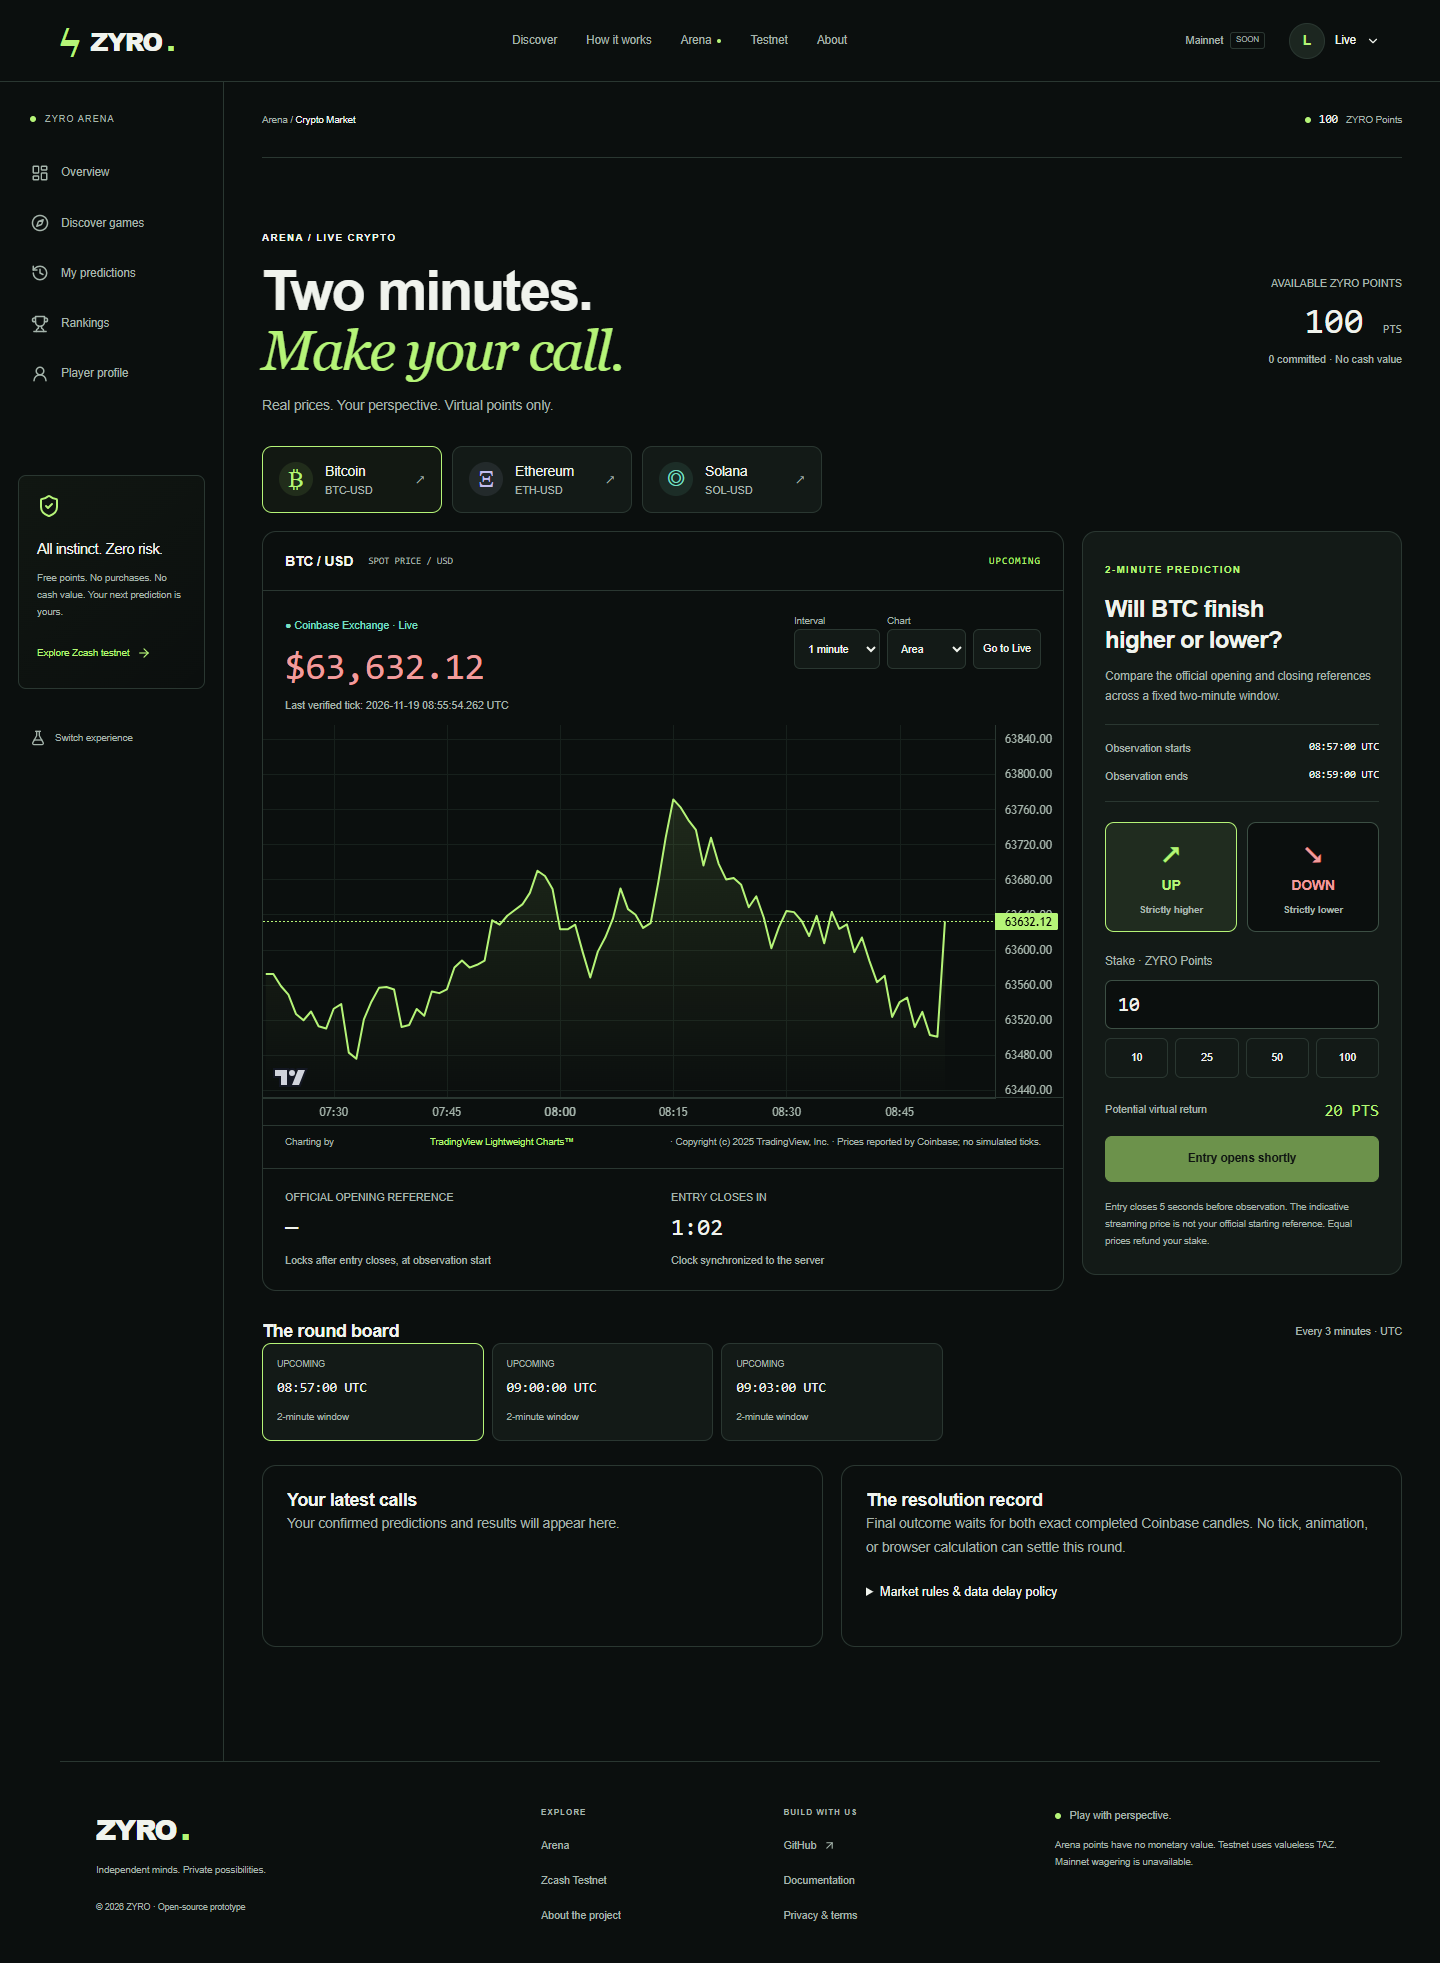 ZYRO.
Discover
How it works
Arena
Testnet
About
Mainnet SOON
L
Live
ZYRO ARENA
Overview
Discover games
My predictions
Rankings
Player profile
All instinct. Zero risk.
Free points. No purchases. No
cash value. Your next prediction is
yours.
Explore Zcash testnet →
Switch experience
Arena / Crypto Market
100 ZYRO Points
ARENA / LIVE CRYPTO
Two minutes.
Make your call.
Real prices. Your perspective. Virtual points only.
AVAILABLE ZYRO POINTS
100 PTS
0 committed · No cash value
Bitcoin
BTC-USD
↗
Ethereum
ETH-USD
↗
Solana
SOL-USD
↗
BTC / USD SPOT PRICE / USD
UPCOMING
Coinbase Exchange · Live
$63,632.12
Last verified tick: 2026-11-19 08:55:54.262 UTC
Interval
1 minute
Chart
Area
Go to Live
63840.00
63800.00
63760.00
63720.00
63680.00
63632.12
63600.00
63560.00
63520.00
63480.00
63440.00
07:30
07:45
08:00
08:15
08:30
08:45
Charting by
TradingView Lightweight Charts™
· Copyright (c) 2025 TradingView, Inc. · Prices reported by Coinbase; no simulated ticks.
OFFICIAL OPENING REFERENCE
—
Locks after entry closes, at observation start
ENTRY CLOSES IN
1:02
Clock synchronized to the server
2-MINUTE PREDICTION
Will BTC finish
higher or lower?
Compare the official opening and closing references
across a fixed two-minute window.
Observation starts 08:57:00 UTC
Observation ends 08:59:00 UTC
↗
UP
Strictly higher
↘
DOWN
Strictly lower
Stake · ZYRO Points
10
10
25
50
100
Potential virtual return 20 PTS
Entry opens shortly
Entry closes 5 seconds before observation. The indicative
streaming price is not your official starting reference. Equal
prices refund your stake.
The round board
Every 3 minutes · UTC
UPCOMING
08:57:00 UTC
2-minute window
UPCOMING
09:00:00 UTC
2-minute window
UPCOMING
09:03:00 UTC
2-minute window
Your latest calls
Your confirmed predictions and results will appear here.
The resolution record
Final outcome waits for both exact completed Coinbase candles. No tick, animation,
or browser calculation can settle this round.
▶ Market rules & data delay policy
ZYRO.
Independent minds. Private possibilities.
© 2026 ZYRO · Open-source prototype
EXPLORE
Arena
Zcash Testnet
About the project
BUILD WITH US
GitHub ↗
Documentation
Privacy & terms
Play with perspective.
Arena points have no monetary value. Testnet uses valueless TAZ.
Mainnet wagering is unavailable.